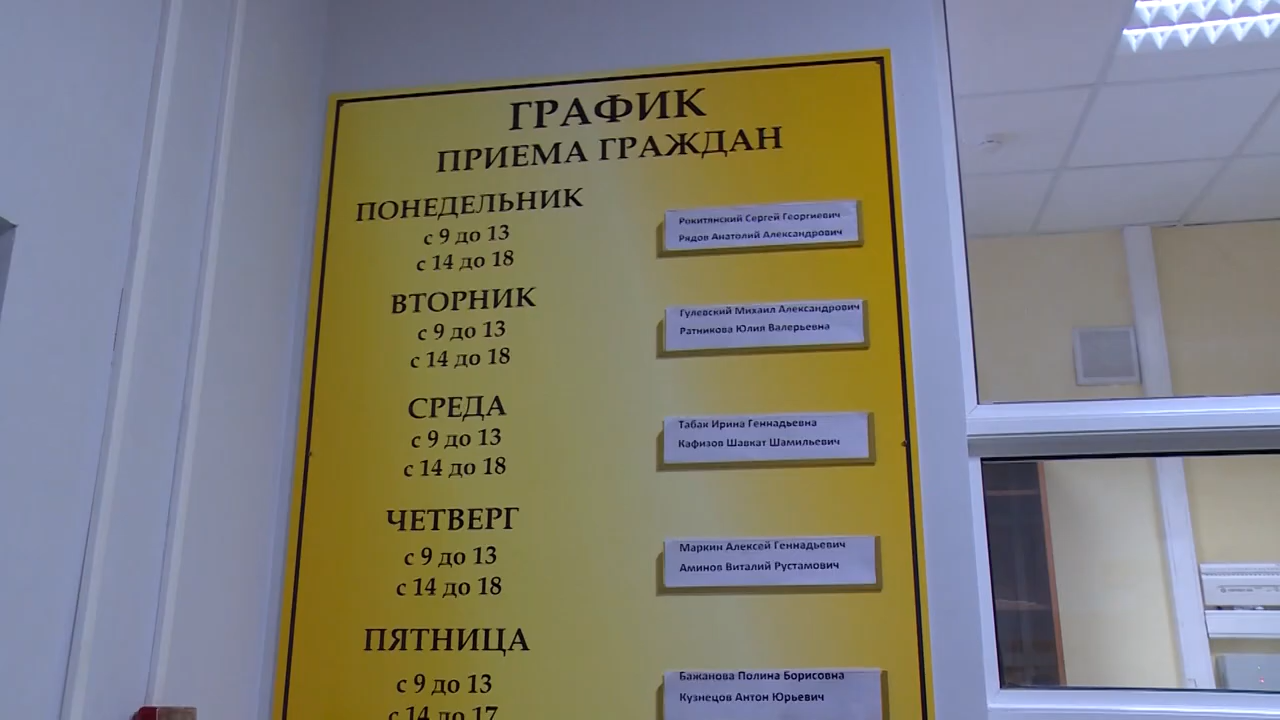 ГРАФИК
ПРИЕМА ГРАЖДАН
ПОНЕДЕЛЬНИК
с 9 до 13
с 14 до 18
Рокитянский Сергей Георгиевич
Рядов Анатолий Александрович
ВТОРНИК
с 9 до 13
с 14 до 18
Гулевский Михаил Александрович
Ратникова Юлия Валерьевна
СРЕДА
с 9 до 13
с 14 до 18
Табак Ирина Геннадьевна
Кафизов Шавкат Шамильевич
ЧЕТВЕРГ
с 9 до 13
с 14 до 18
Маркин Алексей Геннадьевич
Аминов Виталий Рустамович
ПЯТНИЦА
с 9 до 13
с 14 до 17
Бажанова Полина Борисовна
Кузнецов Антон Юрьевич